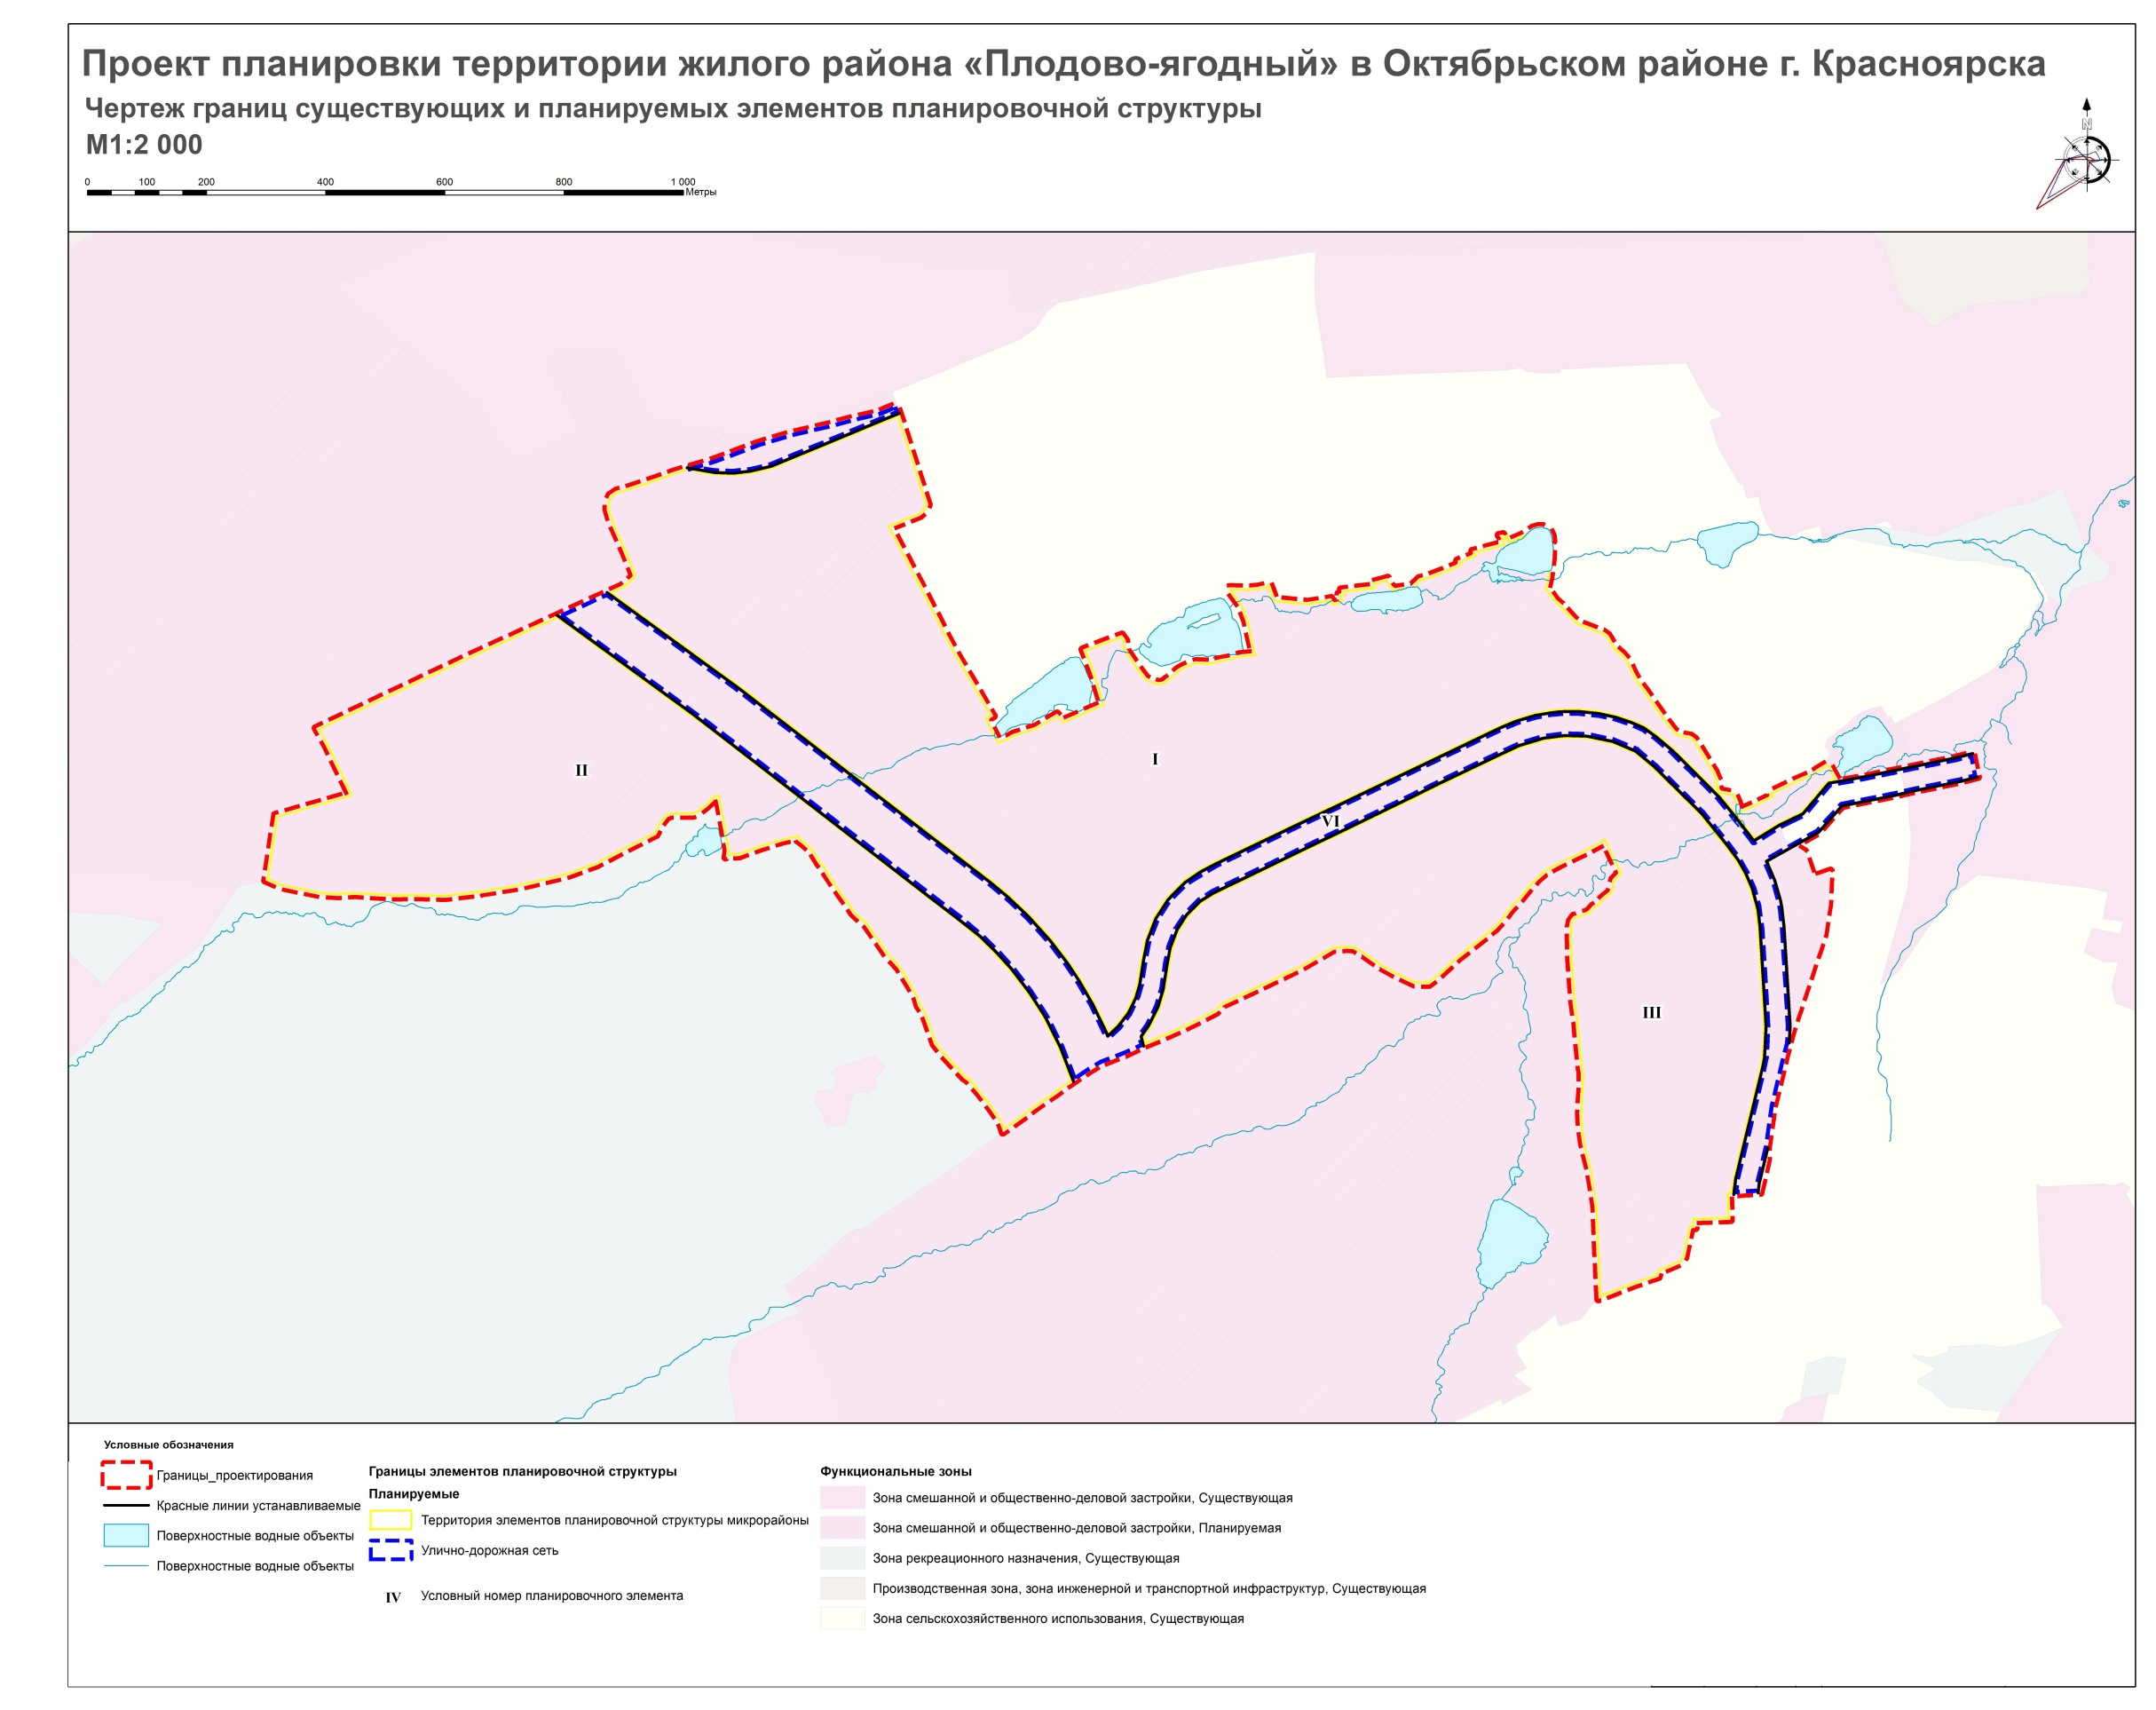 Проект планировки территории жилого района «Плодово-ягодный» в Октябрьском районе г. Красноярска
Чертеж границ существующих и планируемых элементов планировочной структуры
М1:2 000
0 100 200 400 600 800 1 000
Метры
N
II
I
VI
III
Условные обозначения
Границы_проектирования
Красные линии устанавливаемые
Поверхностные водные объекты
Поверхностные водные объекты
Границы элементов планировочной структуры
Планируемые
Территория элементов планировочной структуры микрорайоны
Улично-дорожная сеть
IV Условный номер планировочного элемента
Функциональные зоны
Зона смешанной и общественно-деловой застройки, Существующая
Зона смешанной и общественно-деловой застройки, Планируемая
Зона рекреационного назначения, Существующая
Производственная зона, зона инженерной и транспортной инфраструктур, Существующая
Зона сельскохозяйственного использования, Существующая